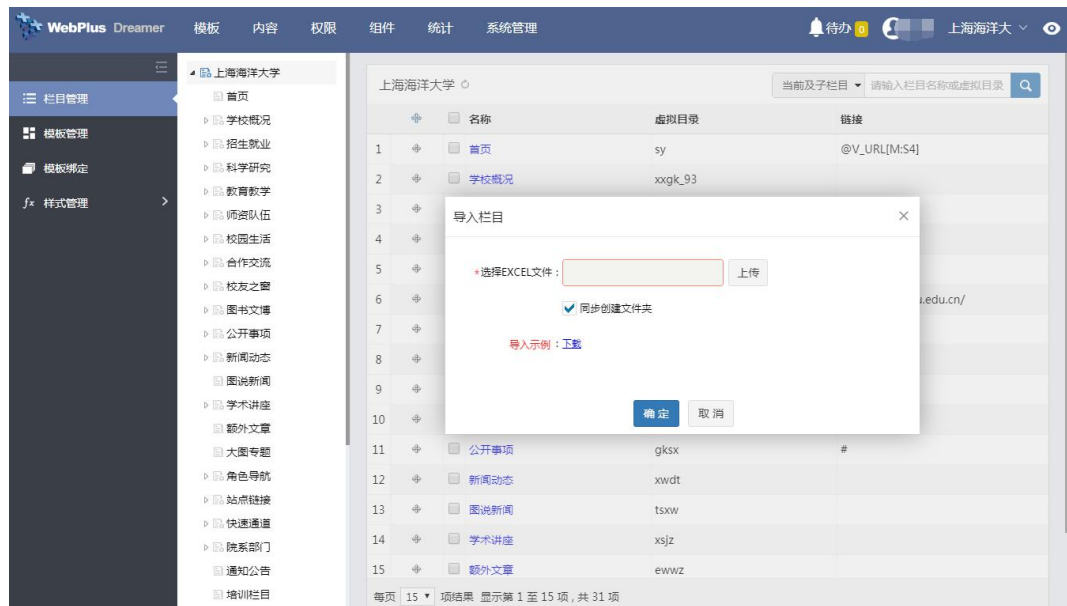 WebPlus Dreamer 模板 内容 权限 组件 统计 系统管理 待办 0 上海海洋大
栏目管理
模板管理
模板绑定
fx 样式管理
上海海洋大学
首页
学校概况
招生就业
科学研究
教育教学
师资队伍
校园生活
合作交流
校友之窗
图书文博
公开事项
新闻动态
图说新闻
学术讲座
额外文章
大图专题
角色导航
站点链接
快速通道
院系部门
通知公告
培训栏目
上海海洋大学 当前及子栏目 请输入栏目名称或虚拟目录
名称 虚拟目录 链接
1 首页 sy @V_URL[M:S4]
2 学校概况 xxgk_93
3
4
5
6 .edu.cn/
7
8
9
10
导入栏目
*选择EXCEL文件： 上传
同步创建文件夹
导入示例：下载
确定 取消
11 公开事项 gksx #
12 新闻动态 xwdt
13 图说新闻 tsxw
14 学术讲座 xsjz
15 额外文章 ewwz
每页 15 项结果 显示第 1 至 15 项，共 31 项